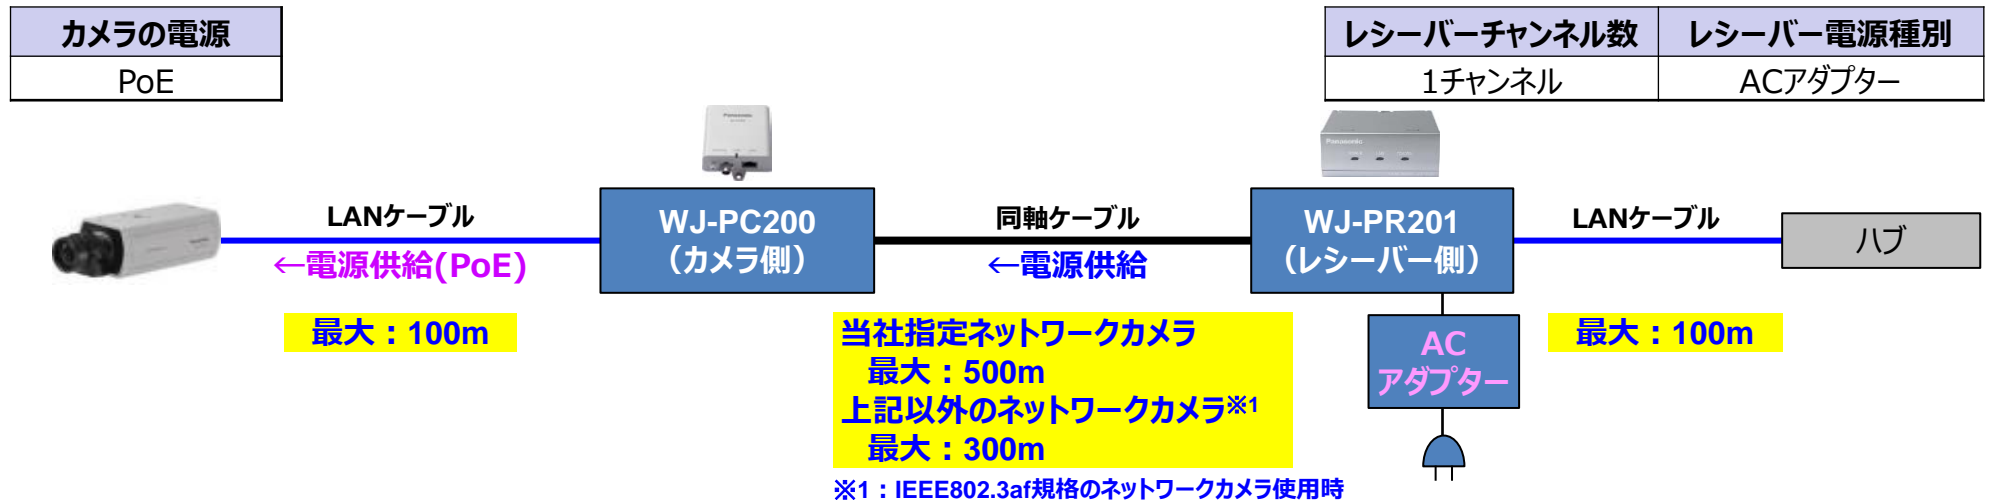 カメラの電源
PoE
レシーバーチャンネル数
レシーバー電源種別
1チャンネル
ACアダプター
Panasonic
Panasonic
LANケーブル
←電源供給(PoE)
最大：100m
WJ-PC200
（カメラ側）
同軸ケーブル
←電源供給
WJ-PR201
（レシーバー側）
LANケーブル
ハブ
当社指定ネットワークカメラ
最大：500m
上記以外のネットワークカメラ※1
最大：300m
※1：IEEE802.3af規格のネットワークカメラ使用時
AC
アダプター
最大：100m